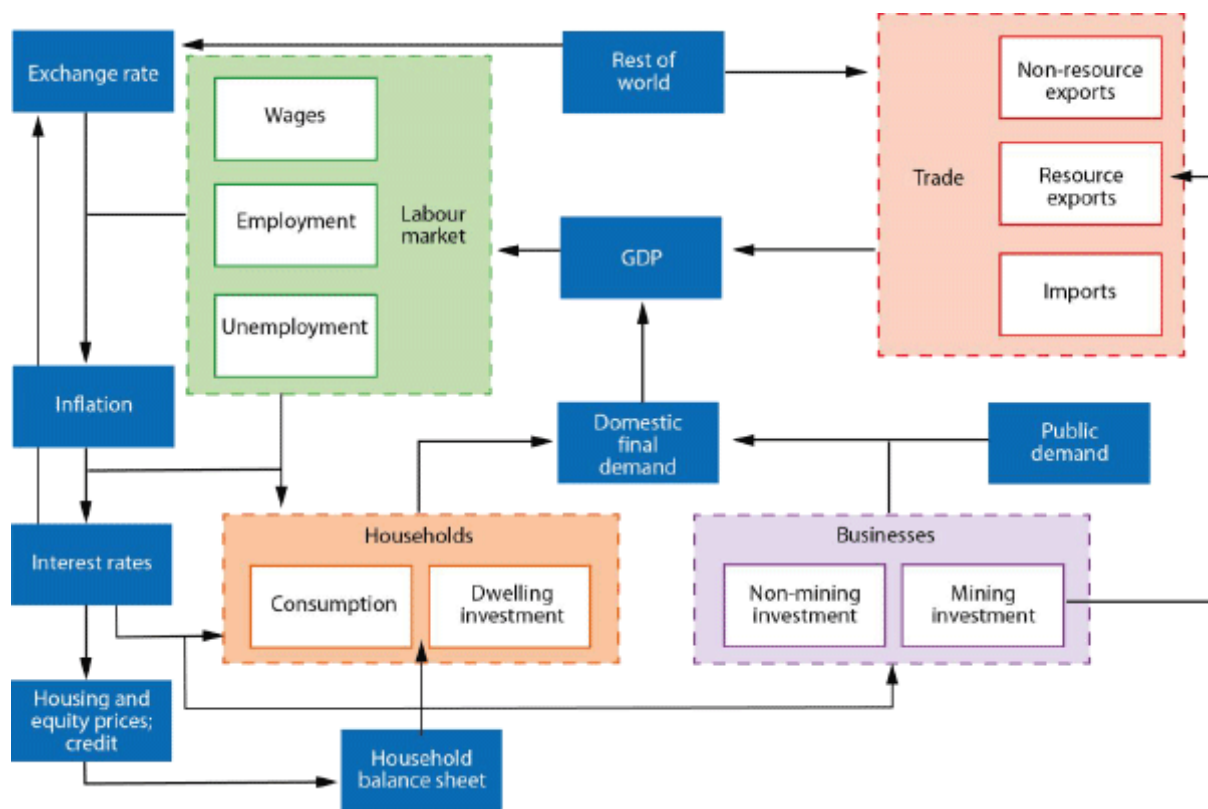 Exchange rate
Rest of
world
Non-resource
exports
Wages
Trade
Resource
exports
Employment
Labour
market
GDP
Imports
Unemployment
Inflation
Domestic
final
demand
Public
demand
Households
Businesses
Interest rates
Consumption
Dwelling
investment
Non-mining
investment
Mining
investment
Housing and
equity prices;
credit
Household
balance sheet